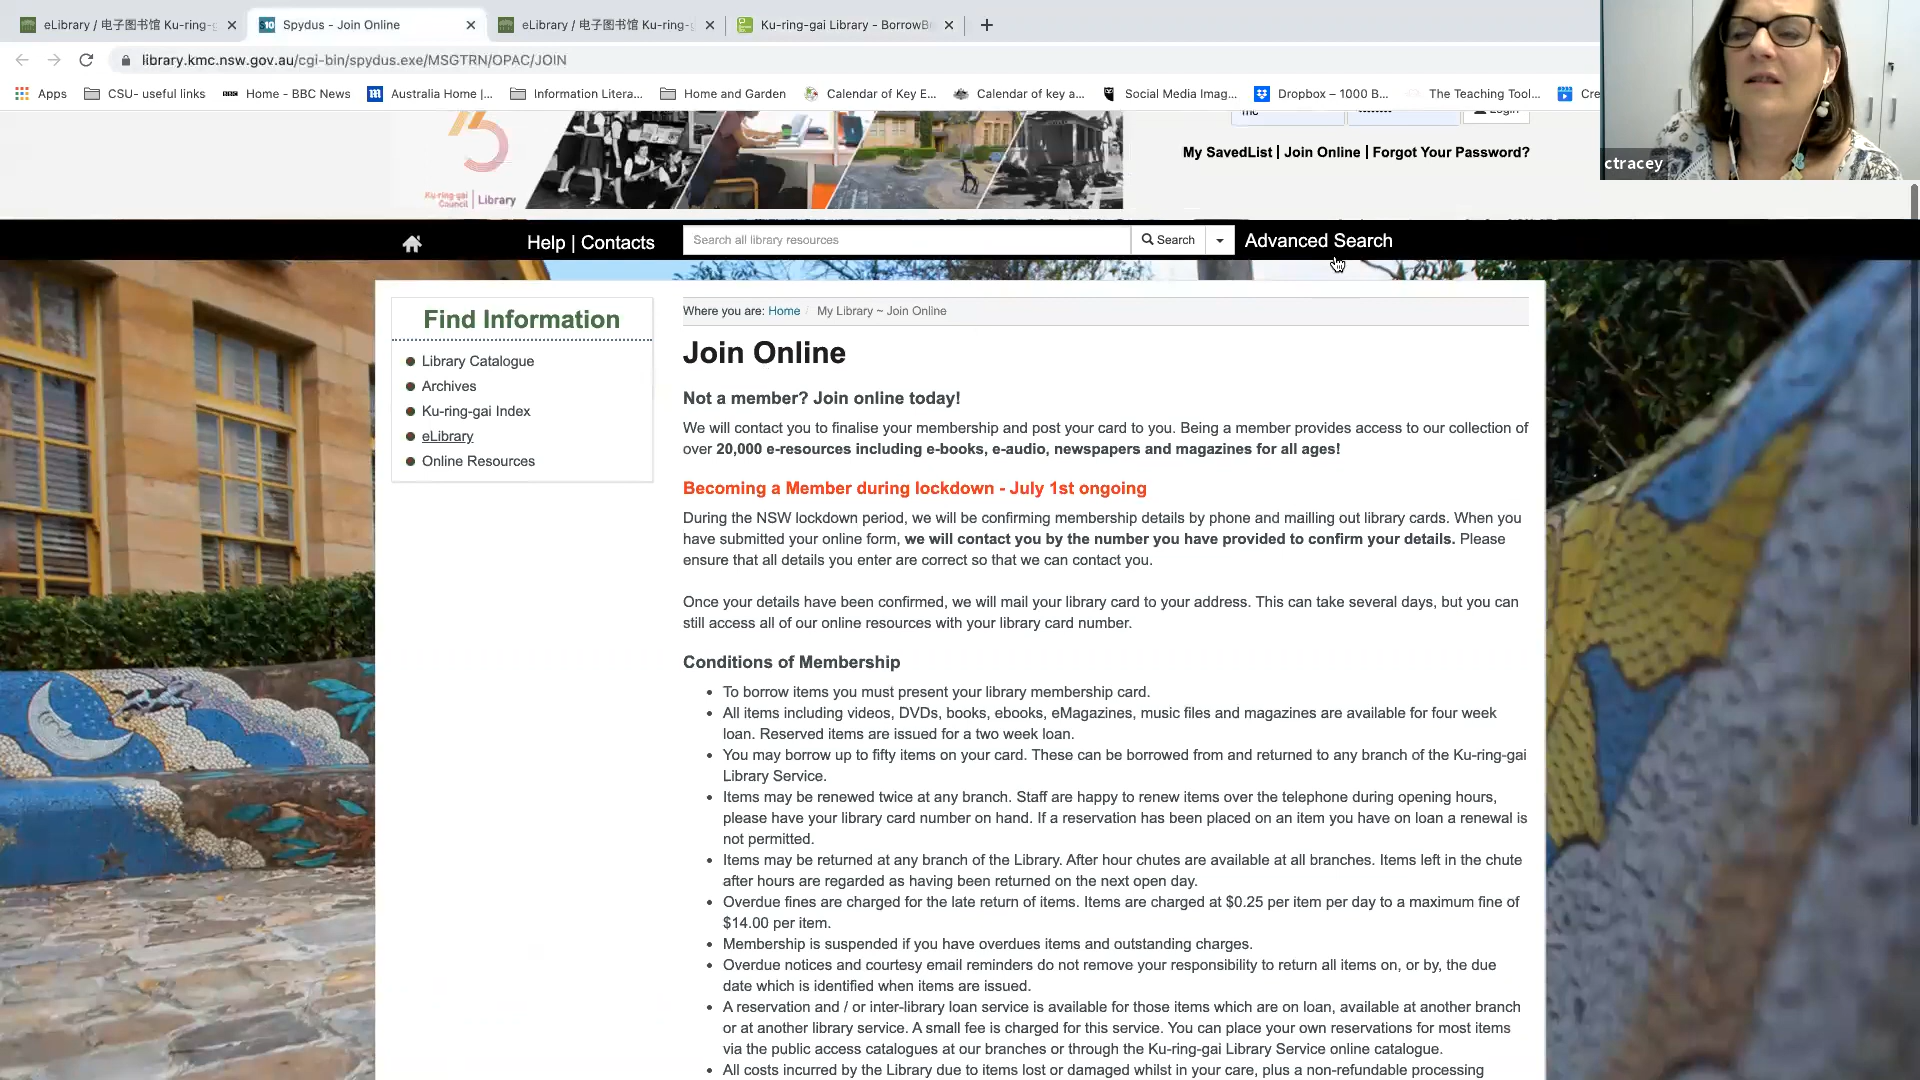 eLibrary / 电子图书馆 Ku-ring-g
Spydus - Join Online
eLibrary / 电子图书馆 Ku-ring-g
Ku-ring-gai Library - BorrowB
library.kmc.nsw.gov.au/cgi-bin/spydus.exe/MSGTRN/OPAC/JOIN
Apps
CSU- useful links
Home - BBC News
Australia Home |...
Information Litera...
Home and Garden
Calendar of Key E...
Calendar of key a...
Social Media Imag...
Dropbox – 1000 B...
The Teaching Tool...
Cre
ctracey
Ku-ring-gai
Council | Library
My SavedList | Join Online | Forgot Your Password?
Help | Contacts
Search all library resources
Search
Advanced Search
Find Information
Library Catalogue
Archives
Ku-ring-gai Index
eLibrary
Online Resources
Where you are: Home / My Library ~ Join Online
Join Online
Not a member? Join online today!
We will contact you to finalise your membership and post your card to you. Being a member provides access to our collection of
over 20,000 e-resources including e-books, e-audio, newspapers and magazines for all ages!
Becoming a Member during lockdown - July 1st ongoing
During the NSW lockdown period, we will be confirming membership details by phone and mailling out library cards. When you
have submitted your online form, we will contact you by the number you have provided to confirm your details. Please
ensure that all details you enter are correct so that we can contact you.
Once your details have been confirmed, we will mail your library card to your address. This can take several days, but you can
still access all of our online resources with your library card number.
Conditions of Membership
• To borrow items you must present your library membership card.
• All items including videos, DVDs, books, ebooks, eMagazines, music files and magazines are available for four week
loan. Reserved items are issued for a two week loan.
• You may borrow up to fifty items on your card. These can be borrowed from and returned to any branch of the Ku-ring-gai
Library Service.
• Items may be renewed twice at any branch. Staff are happy to renew items over the telephone during opening hours,
please have your library card number on hand. If a reservation has been placed on an item you have on loan a renewal is
not permitted.
• Items may be returned at any branch of the Library. After hour chutes are available at all branches. Items left in the chute
after hours are regarded as having been returned on the next open day.
• Overdue fines are charged for the late return of items. Items are charged at $0.25 per item per day to a maximum fine of
$14.00 per item.
• Membership is suspended if you have overdues items and outstanding charges.
• Overdue notices and courtesy email reminders do not remove your responsibility to return all items on, or by, the due
date which is identified when items are issued.
• A reservation and / or inter-library loan service is available for those items which are on loan, available at another branch
or at another library service. A small fee is charged for this service. You can place your own reservations for most items
via the public access catalogues at our branches or through the Ku-ring-gai Library Service online catalogue.
• All costs incurred by the Library due to items lost or damaged whilst in your care, plus a non-refundable processing